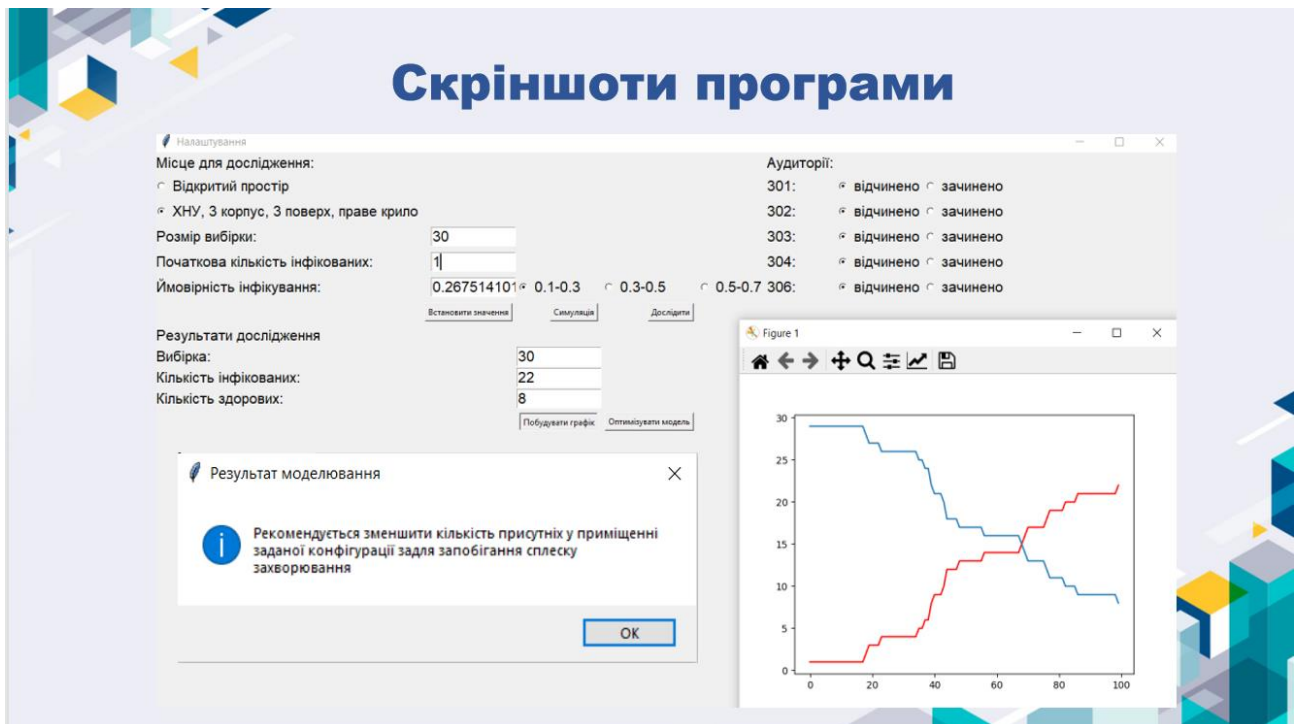 Скріншоти програми
Налаштування
Місце для дослідження:
Відкритий простір
ХНУ, 3 корпус, 3 поверх, праве крило
Розмір вибірки: 30
Початкова кількість інфікованих: 1
Ймовірність інфікування: 0.267514101 0.1-0.3 0.3-0.5 0.5-0.7
Встановити значення Симуляція Дослідити
Аудиторії:
301: відчинено зачинено
302: відчинено зачинено
303: відчинено зачинено
304: відчинено зачинено
306: відчинено зачинено
Результати дослідження
Вибірка: 30
Кількість інфікованих: 22
Кількість здорових: 8
Побудувати графік Оптимізувати модель
Результат моделювання
Рекомендується зменшити кількість присутніх у приміщенні
заданої конфігурації задля запобігання сплеску
захворювання
OK
Figure 1
30
25
20
15
10
5
0
0 20 40 60 80 100